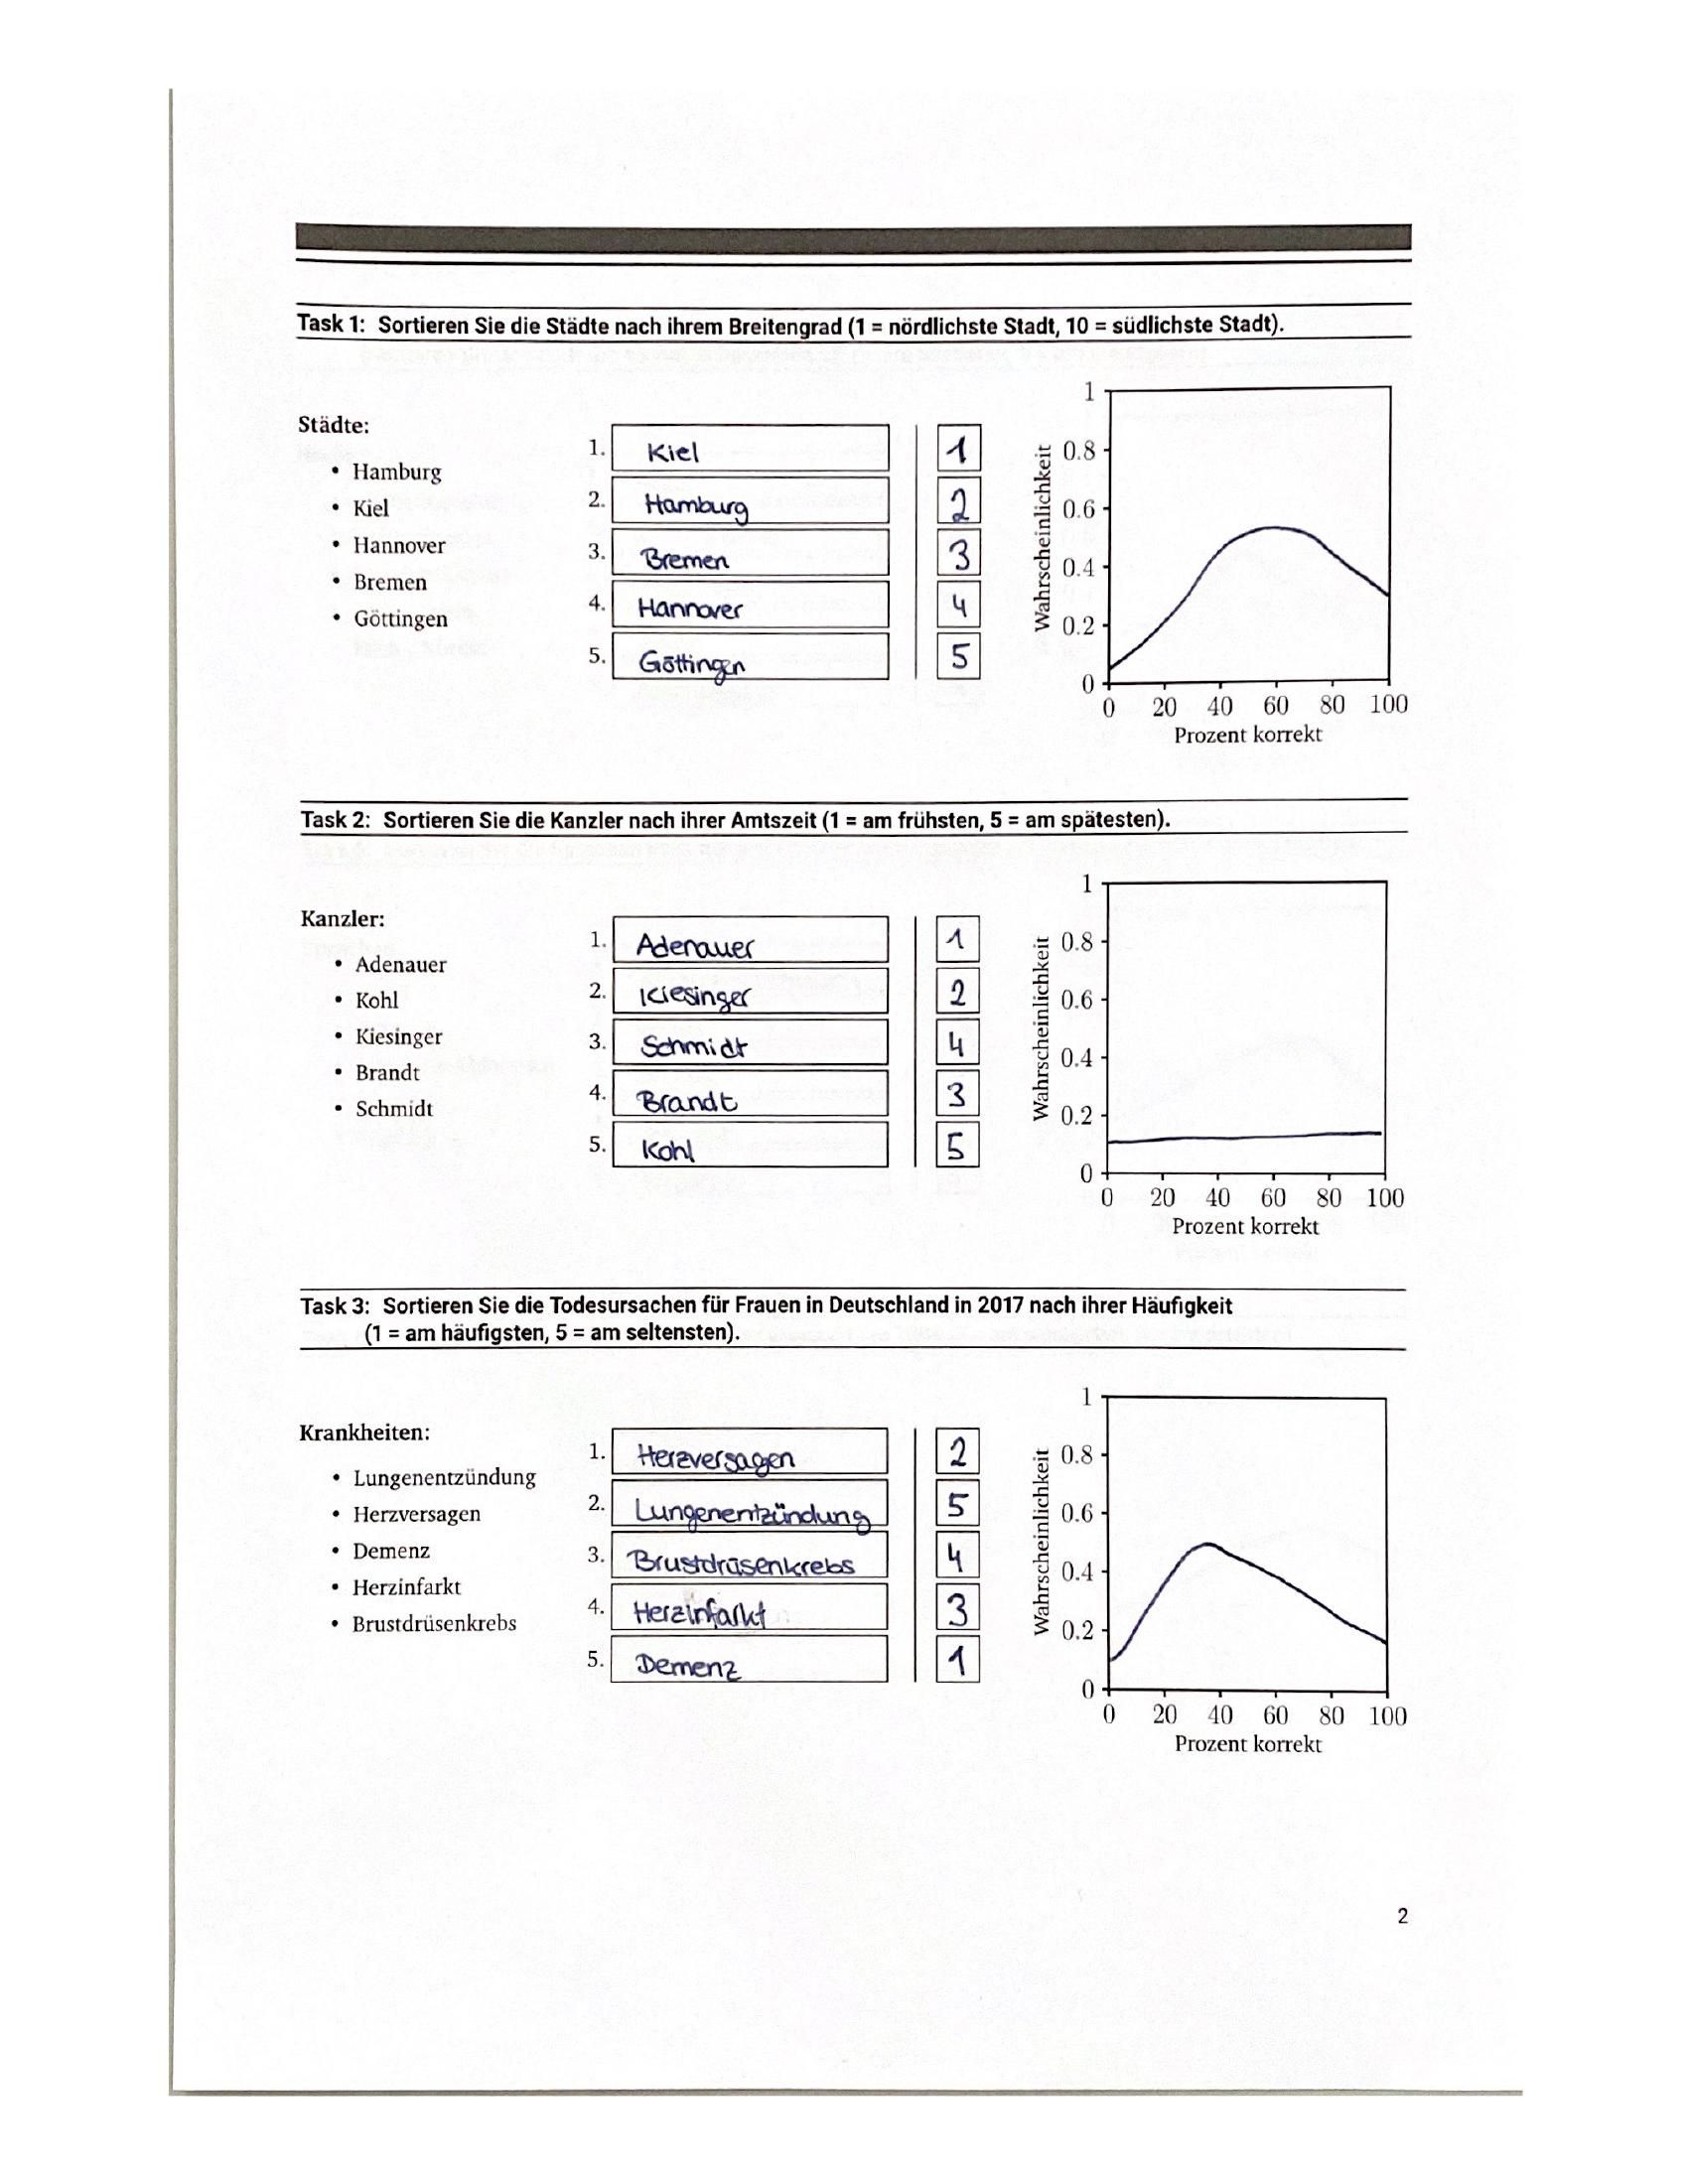 Task 1: Sortieren Sie die Städte nach ihrem Breitengrad (1 = nördlichste Stadt, 10 = südlichste Stadt).
Städte:
• Hamburg
• Kiel
• Hannover
• Bremen
• Göttingen
1. Kiel 1
2. Hamburg 2
3. Bremen 3
4. Hannover 4
5. Göttingen 5
Wahrscheinlichkeit
1
0.8
0.6
0.4
0.2
0
0 20 40 60 80 100
Prozent korrekt
Task 2: Sortieren Sie die Kanzler nach ihrer Amtszeit (1 = am frühsten, 5 = am spätesten).
Kanzler:
• Adenauer
• Kohl
• Kiesinger
• Brandt
• Schmidt
1. Adenauer 1
2. Kiesinger 2
3. Schmidt 4
4. Brandt 3
5. Kohl 5
Wahrscheinlichkeit
1
0.8
0.6
0.4
0.2
0
0 20 40 60 80 100
Prozent korrekt
Task 3: Sortieren Sie die Todesursachen für Frauen in Deutschland in 2017 nach ihrer Häufigkeit
(1 = am häufigsten, 5 = am seltensten).
Krankheiten:
• Lungenentzündung
• Herzversagen
• Demenz
• Herzinfarkt
• Brustdrüsenkrebs
1. Herzversagen 2
2. Lungenentzündung 5
3. Brustdrüsenkrebs 4
4. Herzinfarkt 3
5. Demenz 1
Wahrscheinlichkeit
1
0.8
0.6
0.4
0.2
0
0 20 40 60 80 100
Prozent korrekt
2